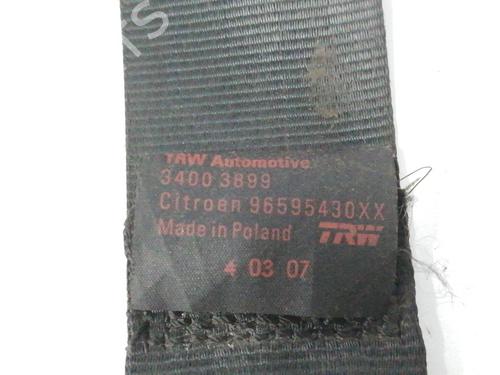 TRW Automotive
3400 3899
Citroen 96595430XX
Made in Poland TRW
4 03 07